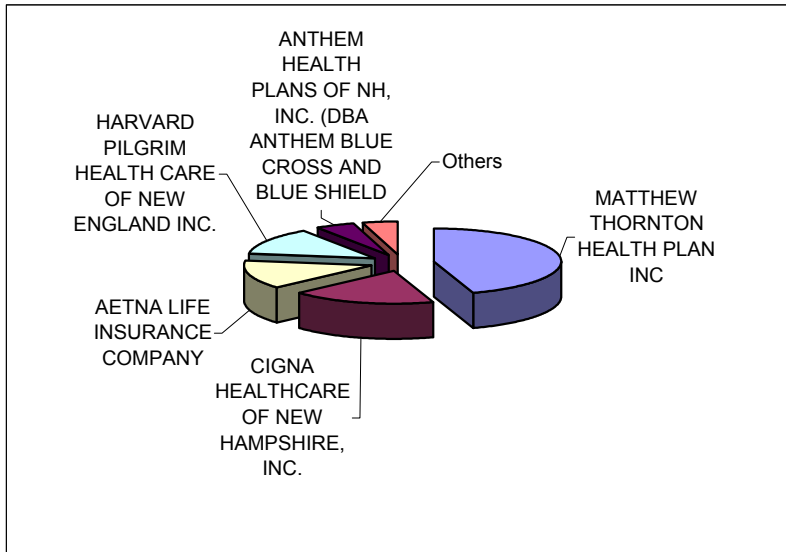 ANTHEM
HEALTH
PLANS OF NH,
INC. (DBA
ANTHEM BLUE
CROSS AND
BLUE SHIELD
HARVARD
PILGRIM
HEALTH CARE
OF NEW
ENGLAND INC.
Others
MATTHEW
THORNTON
HEALTH PLAN
INC
AETNA LIFE
INSURANCE
COMPANY
CIGNA
HEALTHCARE
OF NEW
HAMPSHIRE,
INC.